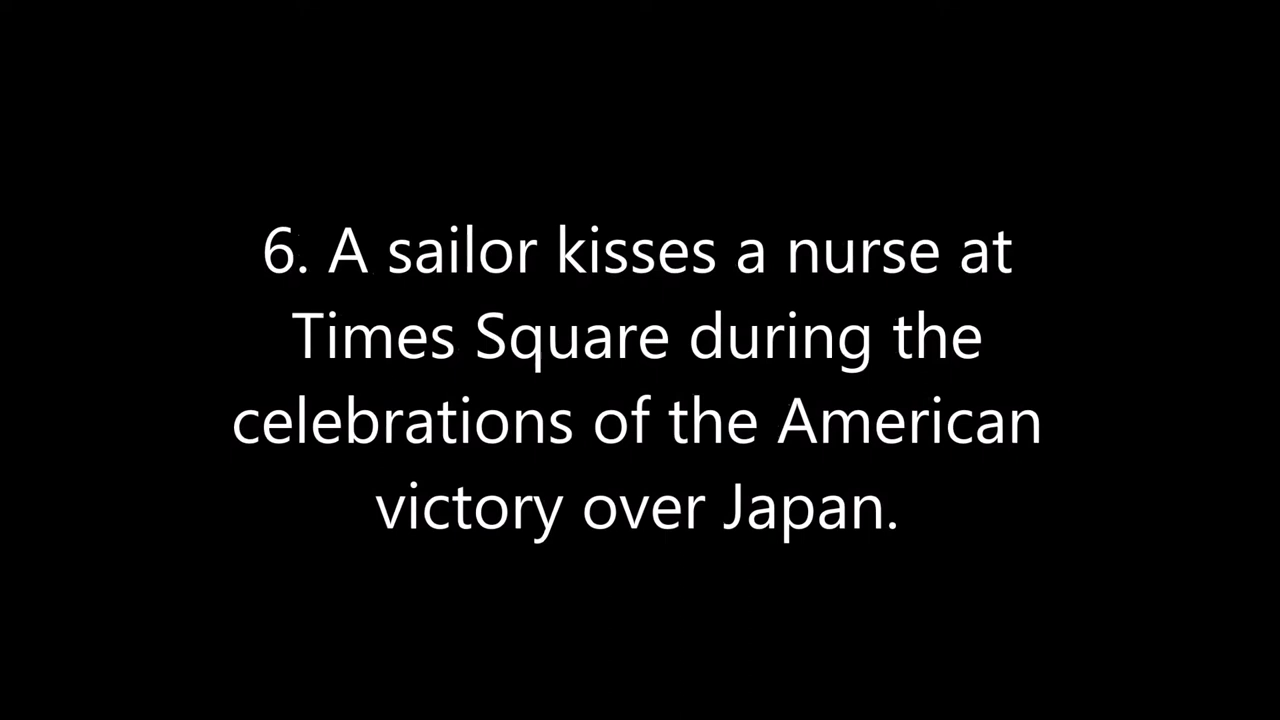 6. A sailor kisses a nurse at
Times Square during the
celebrations of the American
victory over Japan.